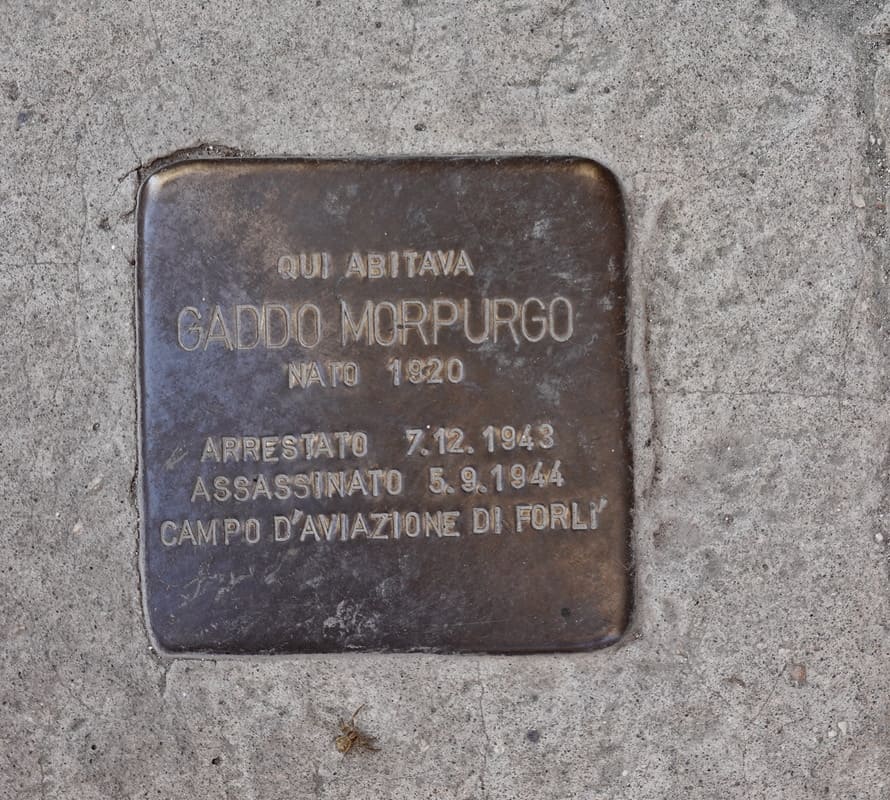 QUI ABITAVA
GADDO MORPURGO
NATO 1920
ARRESTATO 7.12.1943
ASSASSINATO 5.9.1944
CAMPO D'AVIAZIONE DI FORLI'